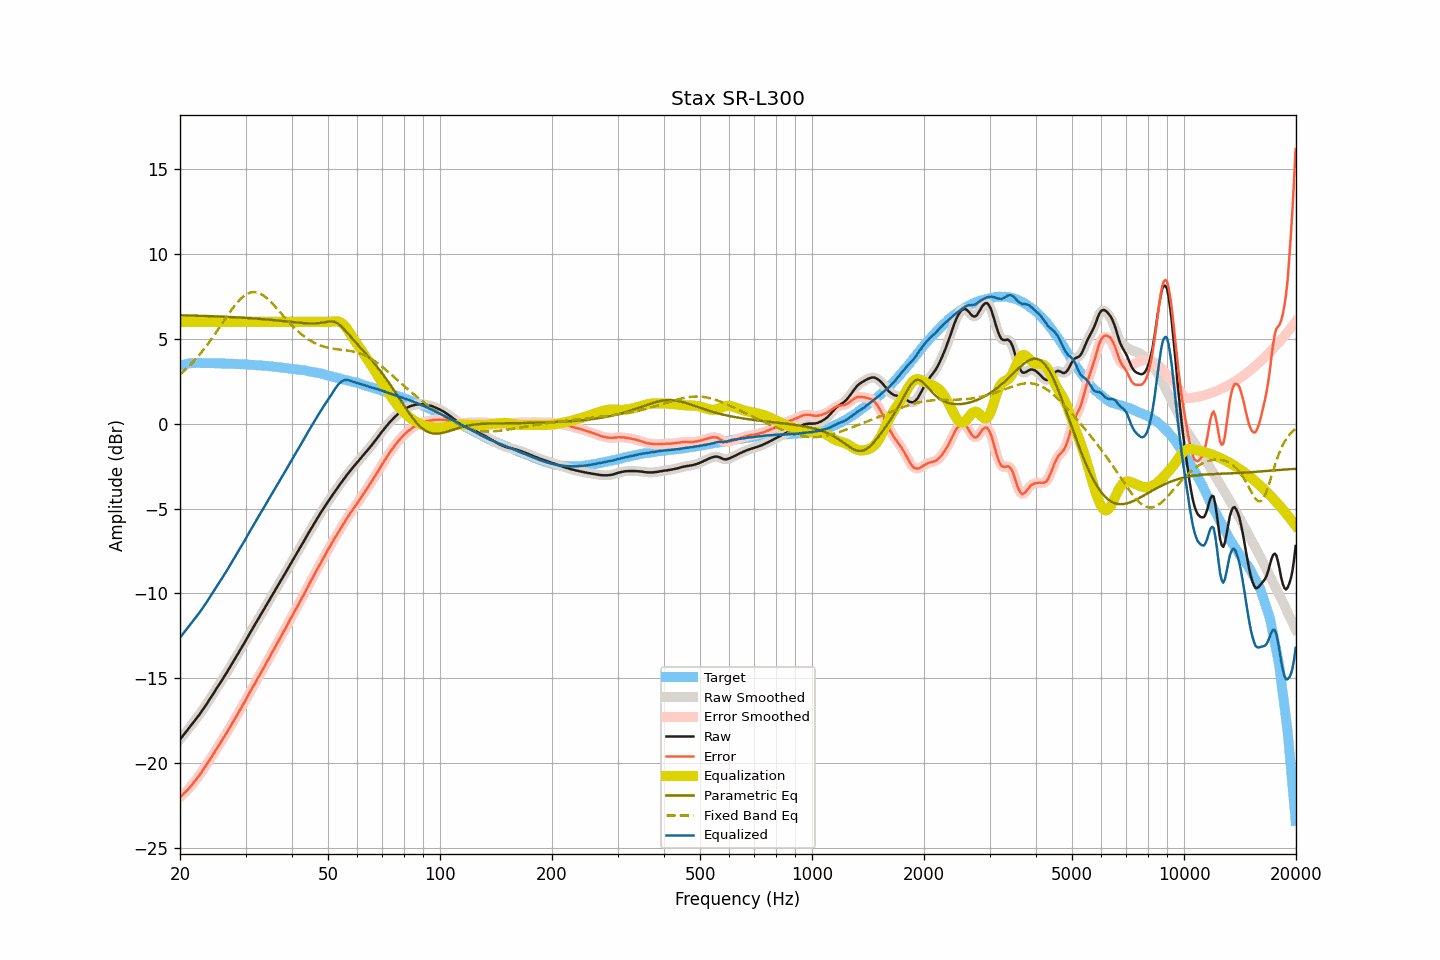 Stax SR-L300
15
10
5
0
−5
−10
−15
−20
−25
Amplitude (dBr)
Target
Raw Smoothed
Error Smoothed
Raw
Error
Equalization
Parametric Eq
Fixed Band Eq
Equalized
20 50 100 200 500 1000 2000 5000 10000 20000
Frequency (Hz)